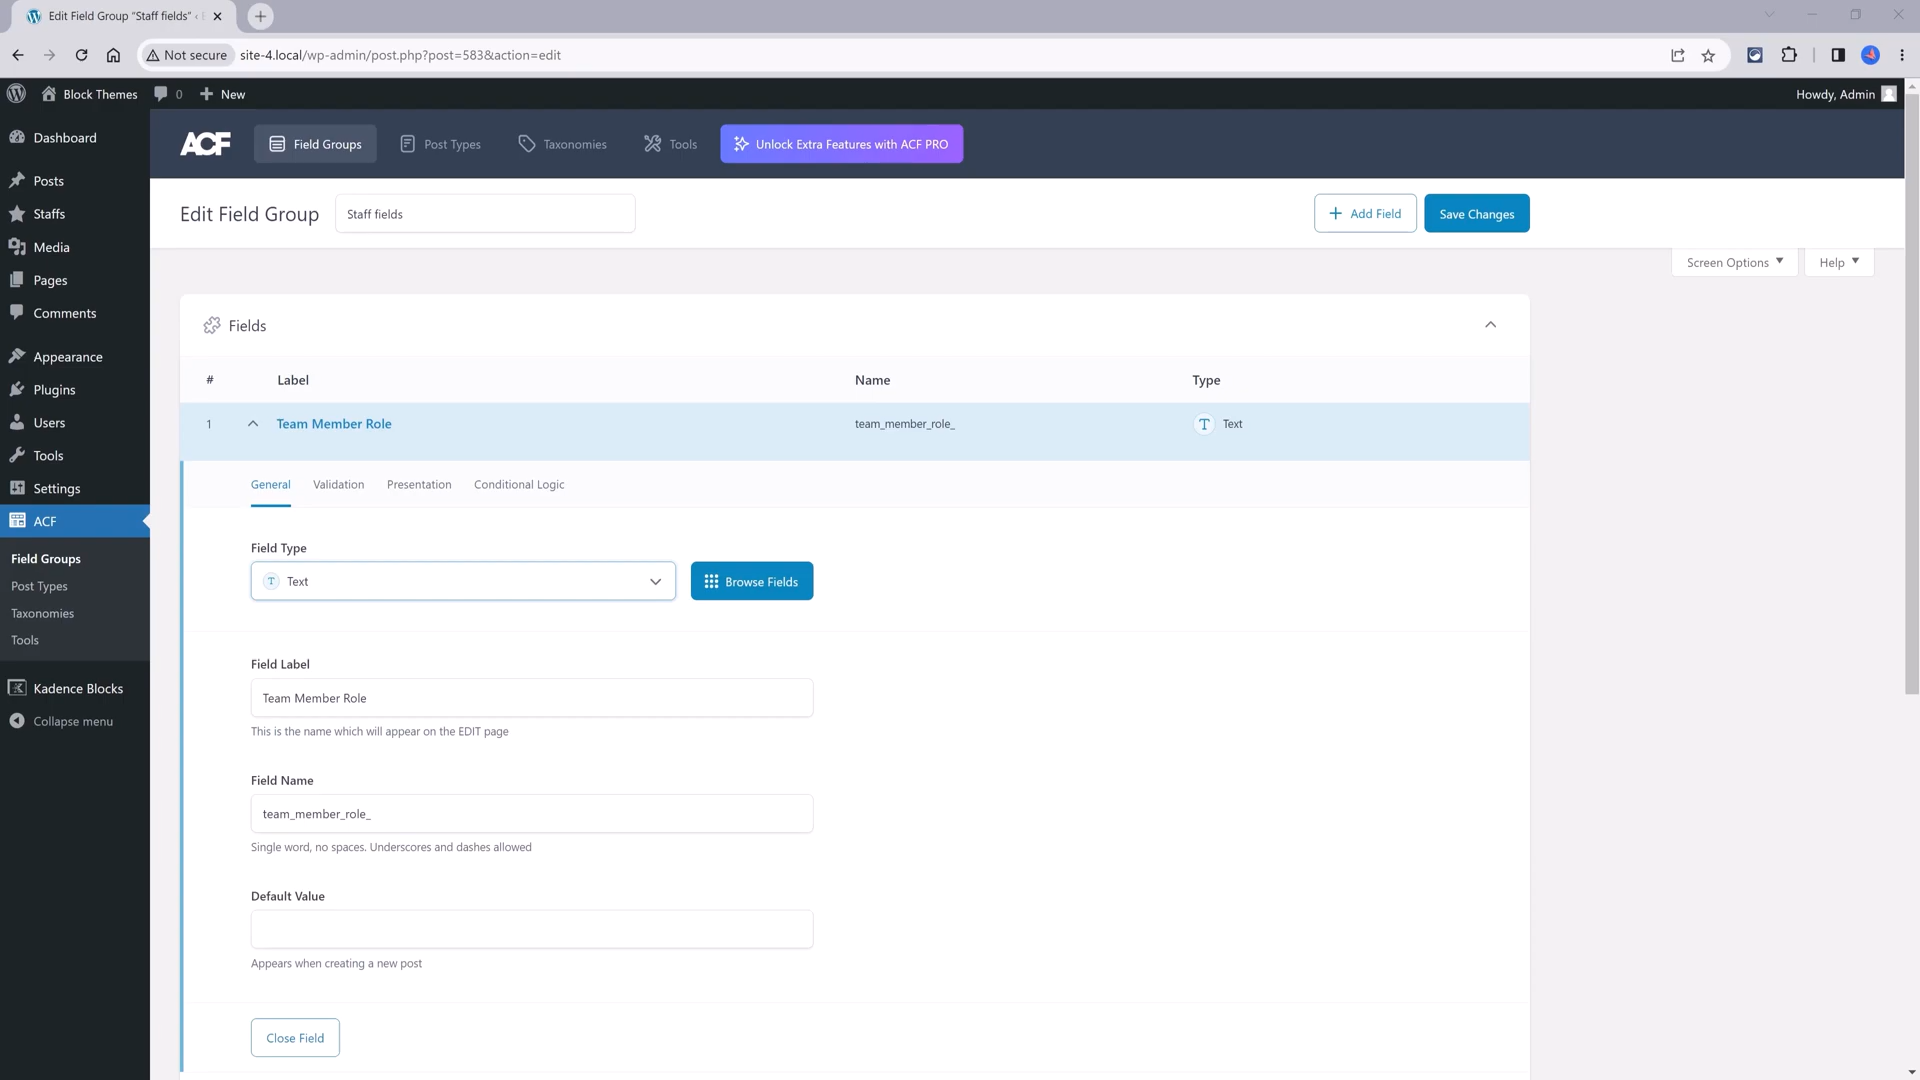 Edit Field Group "Staff fields" ‹
Not secure
site-4.local/wp-admin/post.php?post=583&action=edit
Block Themes
0
New
Howdy, Admin
ACF
Field Groups
Post Types
Taxonomies
Tools
Unlock Extra Features with ACF PRO
Dashboard
Posts
Staffs
Media
Pages
Comments
Appearance
Plugins
Users
Tools
Settings
ACF
Field Groups
Post Types
Taxonomies
Tools
Kadence Blocks
Collapse menu
Edit Field Group
Staff fields
Add Field
Save Changes
Screen Options
Help
Fields
# Label Name Type
1 Team Member Role team_member_role_ T Text
General Validation Presentation Conditional Logic
Field Type
T Text
Browse Fields
Field Label
Team Member Role
This is the name which will appear on the EDIT page
Field Name
team_member_role_
Single word, no spaces. Underscores and dashes allowed
Default Value
Appears when creating a new post
Close Field